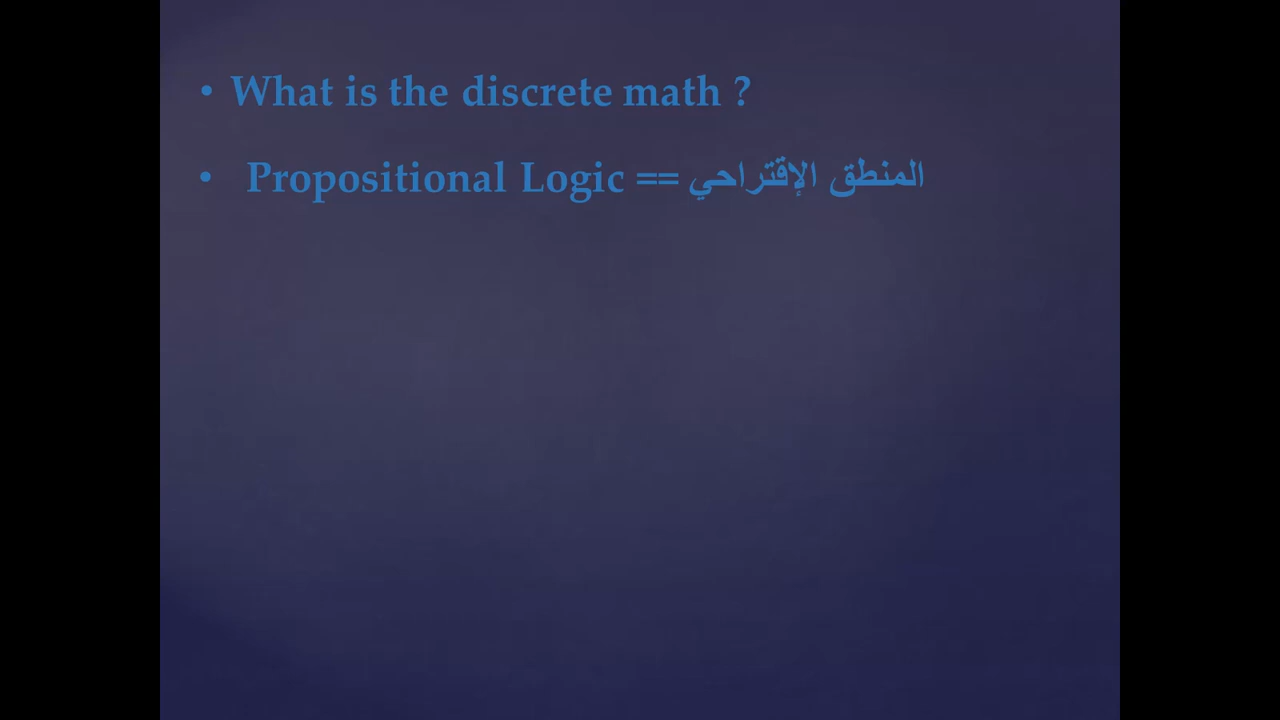 • What is the discrete math ?
• Propositional Logic == المنطق الإقتراحي